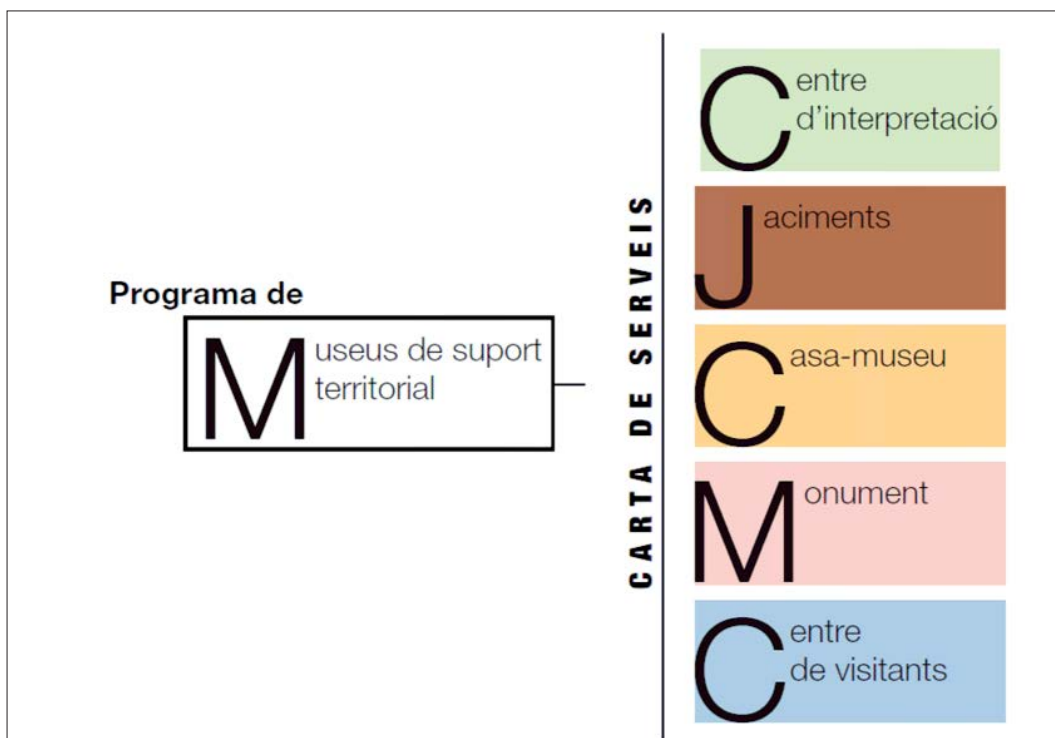 Programa de
Museus de suport
territorial
CARTA DE SERVEIS
Centre
d'interpretació
Jaciments
Casa-museu
Monument
Centre
de visitants